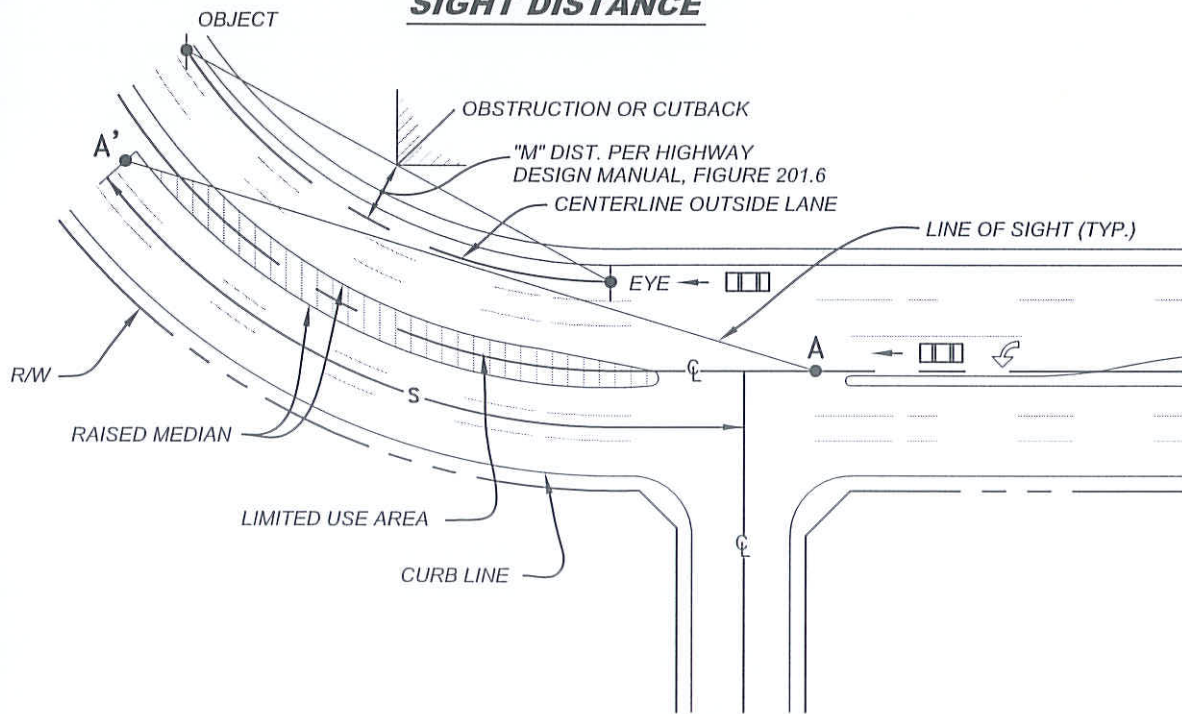 SIGHT DISTANCE
OBJECT
OBSTRUCTION OR CUTBACK
"M" DIST. PER HIGHWAY
DESIGN MANUAL, FIGURE 201.6
CENTERLINE OUTSIDE LANE
LINE OF SIGHT (TYP.)
A'
EYE
A
℄
R/W
S
RAISED MEDIAN
LIMITED USE AREA
℄
CURB LINE